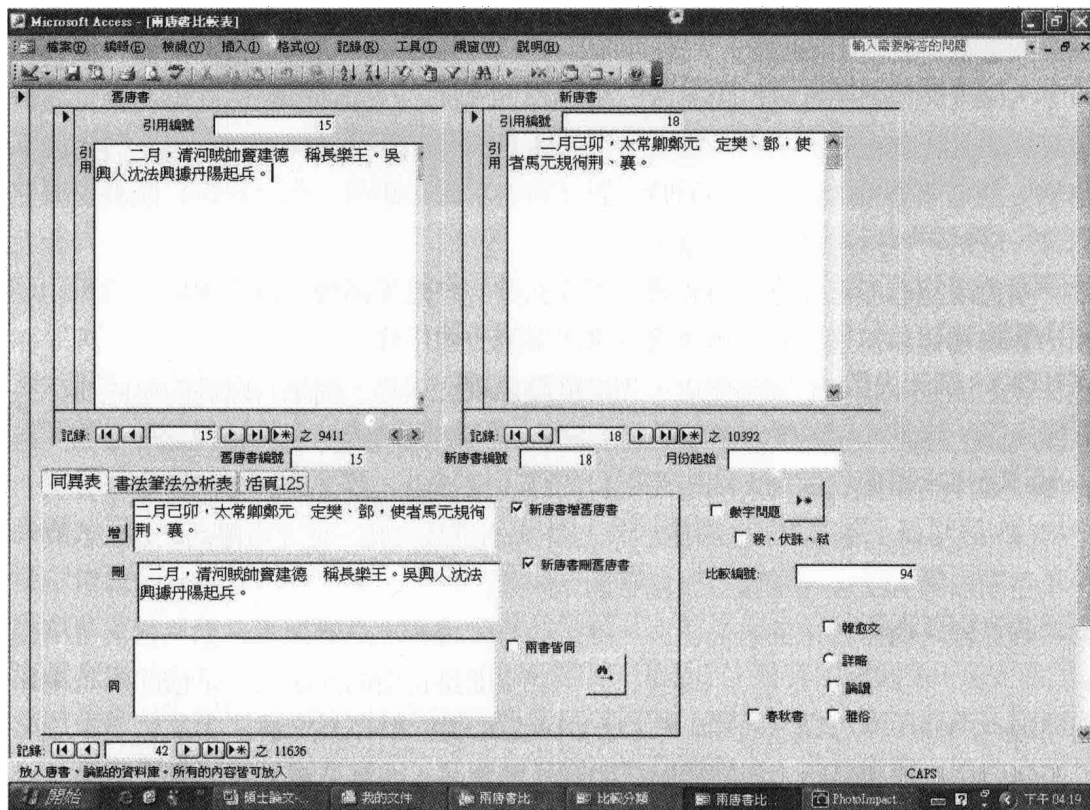 Microsoft Access - [兩唐書比較表]
檔案(F) 編輯(E) 檢視(V) 插入(I) 格式(O) 記錄(R) 工具(T) 視窗(W) 說明(H) 輸入需要解答的問題
舊唐書 新唐書
引用編號 15
引用
二月，清河賊帥竇建德 稱長樂王。吳
興人沈法興據丹陽起兵。
引用編號 18
引用
二月己卯，太常卿鄭元 定樊、鄧，使
者馬元規徇荆、襄。
記錄: 15 之 9411
記錄: 18 之 10392
舊唐書編號 15 新唐書編號 18 月份起始
同異表 書法筆法分析表 活頁125
增
二月己卯，太常卿鄭元 定樊、鄧，使者馬元規徇
荆、襄。
新唐書增舊唐書
數字問題
殺、伏誅、弒
刪
二月，清河賊帥竇建德 稱長樂王。吳興人沈法
興據丹陽起兵。
新唐書刪舊唐書
比較編號: 94
同
兩書皆同
韓愈文
詳略
論讚
春秋書 雅俗
記錄: 42 之 11636
放入唐書、論點的資料庫。所有的內容皆可放入 CAPS
開始 碩士論文-... 我的文件 兩唐書比... 比較分類 兩唐書比... PhotoImpact 下午 04:19